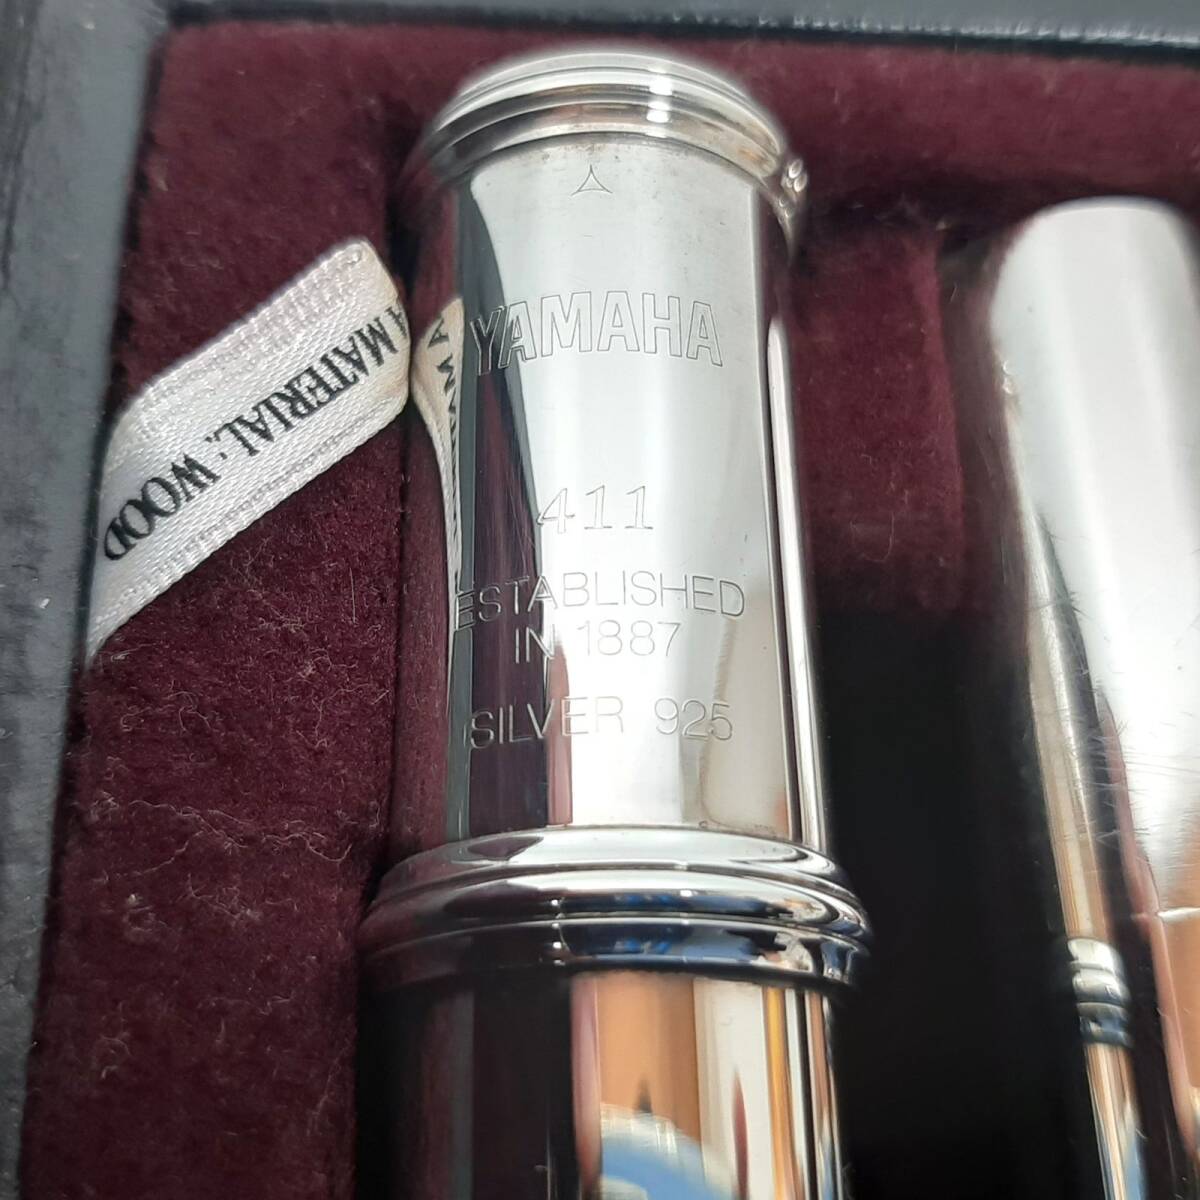 YAMAHA
411
ESTABLISHED
IN 1887
SILVER 925
A MATERIAL, · WOOD